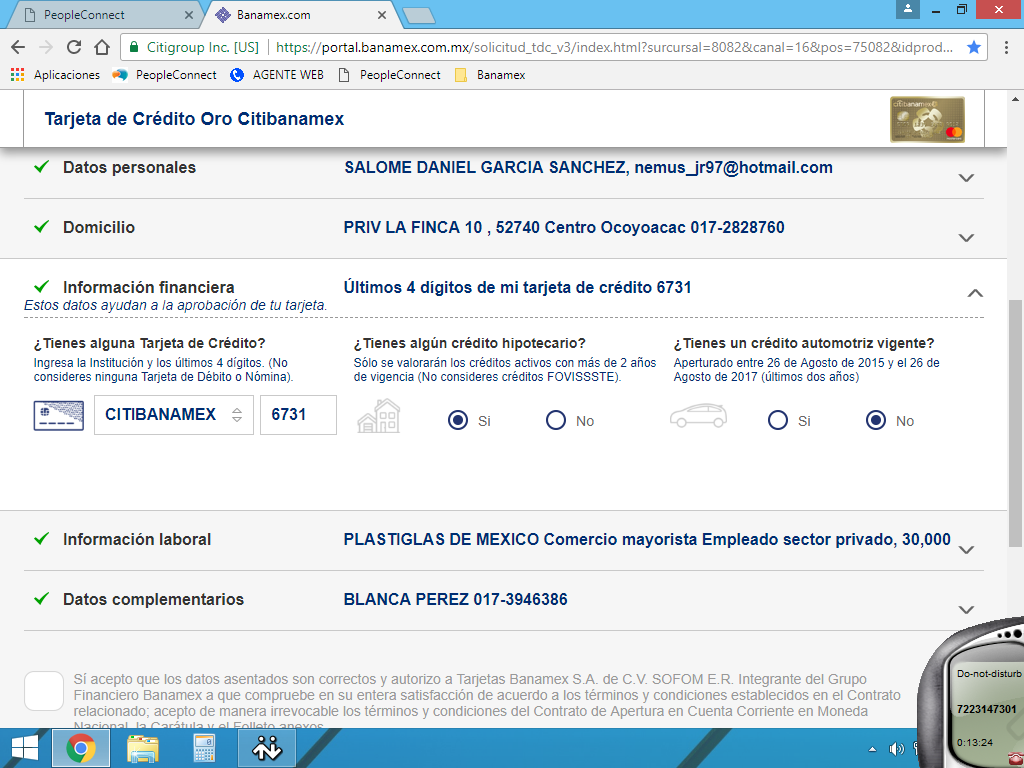 PeopleConnect
Banamex.com
Citigroup Inc. [US]
https://portal.banamex.com.mx/solicitud_tdc_v3/index.html?sursursal=8082&canal=16&pos=75082&idprod...
Aplicaciones
PeopleConnect
AGENTE WEB
PeopleConnect
Banamex
Tarjeta de Crédito Oro Citibanamex
Datos personales
SALOME DANIEL GARCIA SANCHEZ, nemus_jr97@hotmail.com
Domicilio
PRIV LA FINCA 10 , 52740 Centro Ocoyoacac 017-2828760
Información financiera
Últimos 4 dígitos de mi tarjeta de crédito 6731
Estos datos ayudan a la aprobación de tu tarjeta.
¿Tienes alguna Tarjeta de Crédito?
Ingresa la Institución y los últimos 4 dígitos. (No
consideres ninguna Tarjeta de Débito o Nómina).
CITIBANAMEX
6731
¿Tienes algún crédito hipotecario?
Sólo se valorarán los créditos activos con más de 2 años
de vigencia (No consideres créditos FOVISSSTE).
Si
No
¿Tienes un crédito automotriz vigente?
Aperturado entre 26 de Agosto de 2015 y el 26 de
Agosto de 2017 (últimos dos años)
Si
No
Información laboral
PLASTIGLAS DE MEXICO Comercio mayorista Empleado sector privado, 30,000
Datos complementarios
BLANCA PEREZ 017-3946386
Sí acepto que los datos asentados son correctos y autorizo a Tarjetas Banamex S.A. de C.V. SOFOM E.R. Integrante del Grupo
Financiero Banamex a que compruebe en su entera satisfacción de acuerdo a los términos y condiciones establecidos en el Contrato
relacionado; acepto de manera irrevocable los términos y condiciones del Contrato de Apertura en Cuenta Corriente en Moneda
Nacional, la Carátula y el Folleto anexos
Do-not-disturb
7223147301
0:13:24